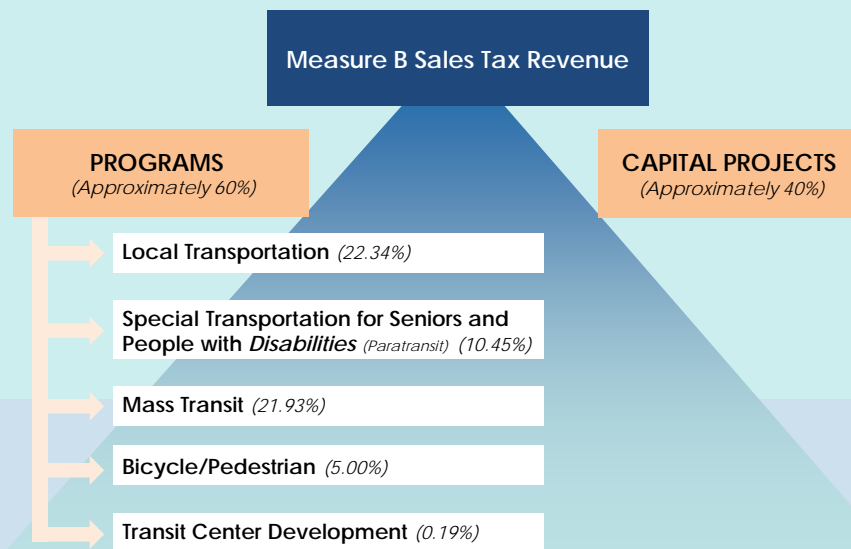 Measure B Sales Tax Revenue
PROGRAMS
(Approximately 60%)
CAPITAL PROJECTS
(Approximately 40%)
Local Transportation (22.34%)
Special Transportation for Seniors and
People with Disabilities (Paratransit) (10.45%)
Mass Transit (21.93%)
Bicycle/Pedestrian (5.00%)
Transit Center Development (0.19%)